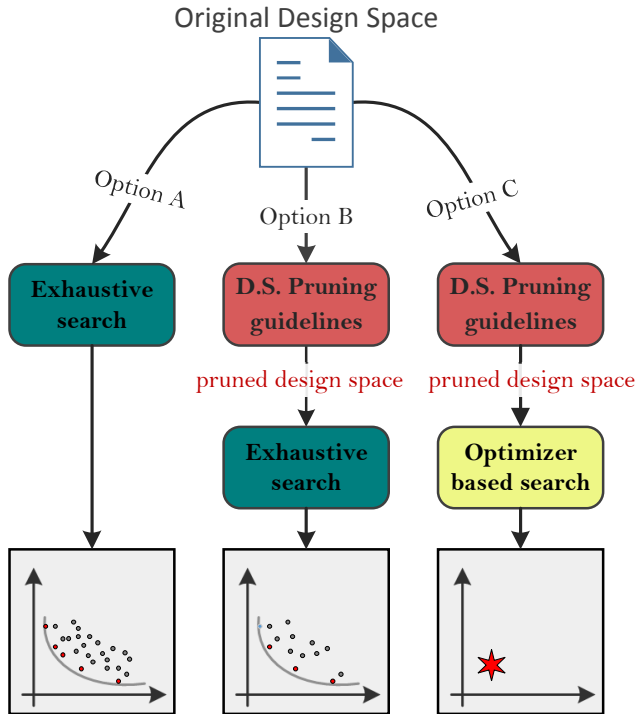 Original Design Space
Option A
Option B
Option C
Exhaustive
search
D.S. Pruning
guidelines
D.S. Pruning
guidelines
pruned design space
pruned design space
Exhaustive
search
Optimizer
based search